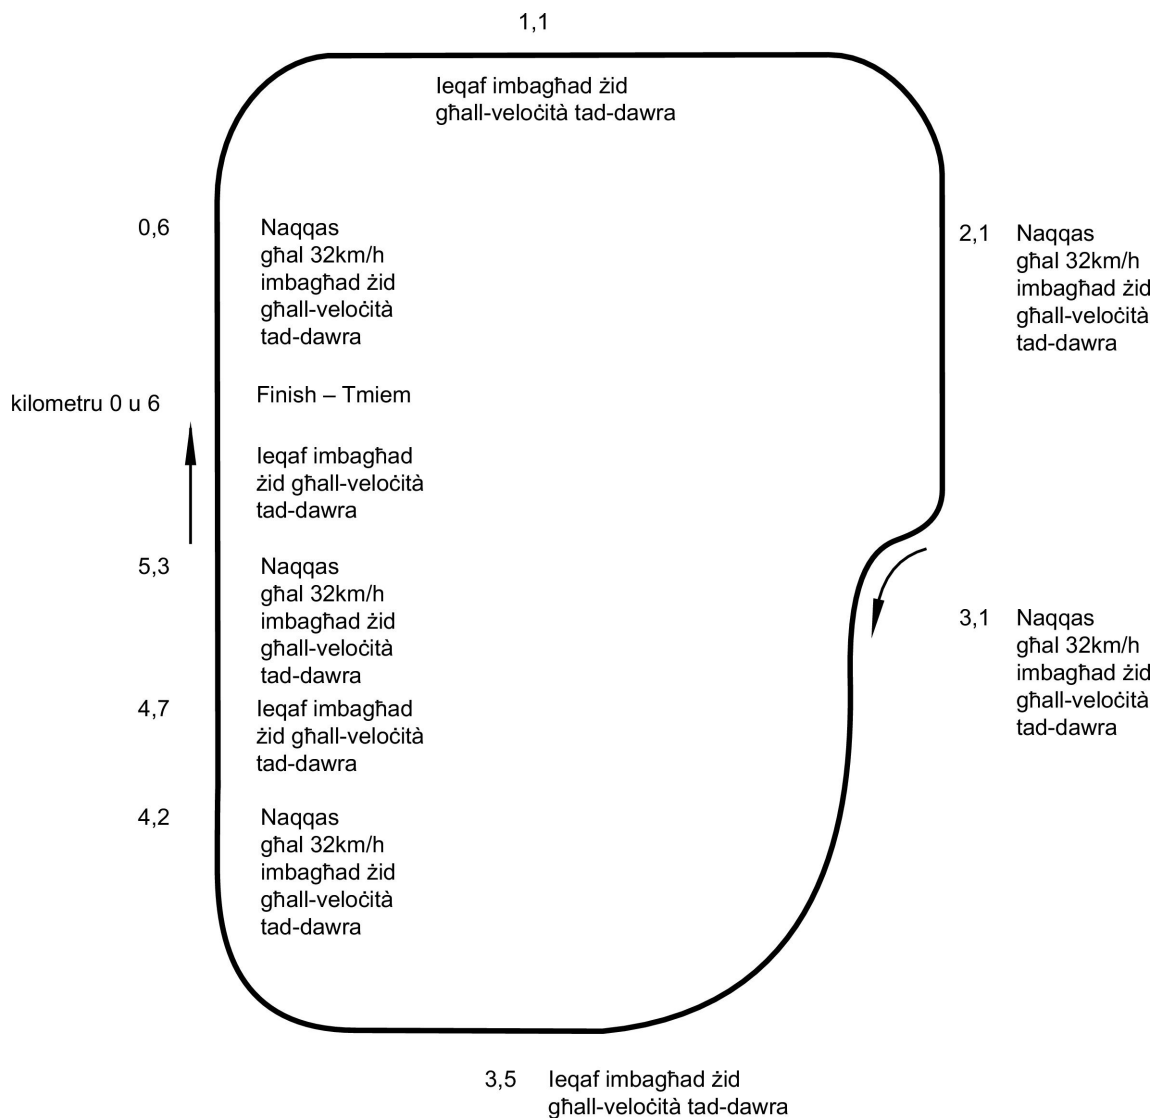 1,1
Ieqaf imbagħad żid
għall-veloċità tad-dawra
0,6
Naqqas
għal 32km/h
imbagħad żid
għall-veloċità
tad-dawra
2,1
Naqqas
għal 32km/h
imbagħad żid
għall-veloċità
tad-dawra
kilometru 0 u 6
Finish – Tmiem
Ieqaf imbagħad
żid għall-veloċità
tad-dawra
5,3
Naqqas
għal 32km/h
imbagħad żid
għall-veloċità
tad-dawra
3,1
Naqqas
għal 32km/h
imbagħad żid
għall-veloċità
tad-dawra
4,7
Ieqaf imbagħad
żid għall-veloċità
tad-dawra
4,2
Naqqas
għal 32km/h
imbagħad żid
għall-veloċità
tad-dawra
3,5
Ieqaf imbagħad żid
għall-veloċità tad-dawra